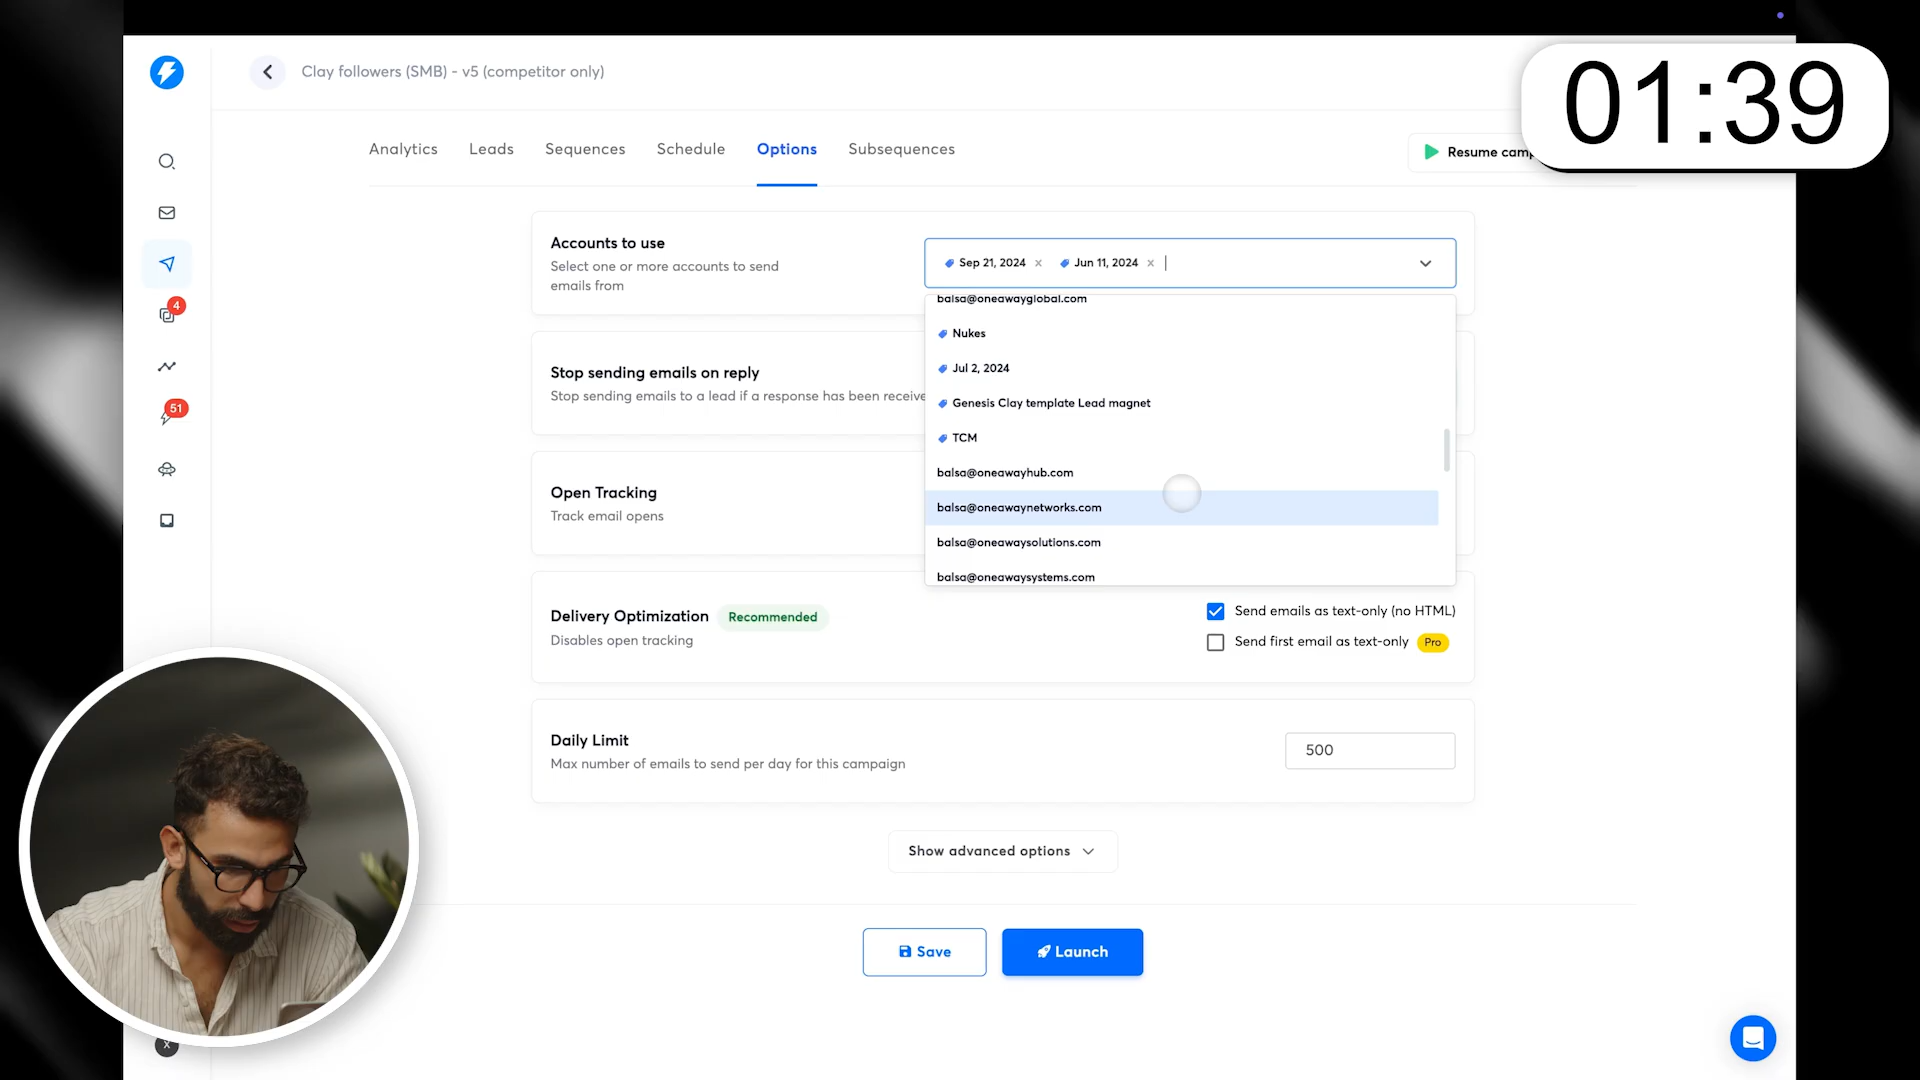 01:39
Clay followers (SMB) - v5 (competitor only)
Analytics Leads Sequences Schedule Options Subsequences
Resume camp
Accounts to use
Select one or more accounts to send
emails from
Sep 21, 2024 × Jun 11, 2024 ×
balsa@oneawayglobal.com
Nukes
Jul 2, 2024
Genesis Clay template Lead magnet
TCM
balsa@oneawayhub.com
balsa@oneawaynetworks.com
balsa@oneawaysolutions.com
balsa@oneawaysystems.com
4
51
Stop sending emails on reply
Stop sending emails to a lead if a response has been receive
Open Tracking
Track email opens
Delivery Optimization Recommended
Disables open tracking
Send emails as text-only (no HTML)
Send first email as text-only Pro
Daily Limit
Max number of emails to send per day for this campaign
500
Show advanced options
Save Launch
X